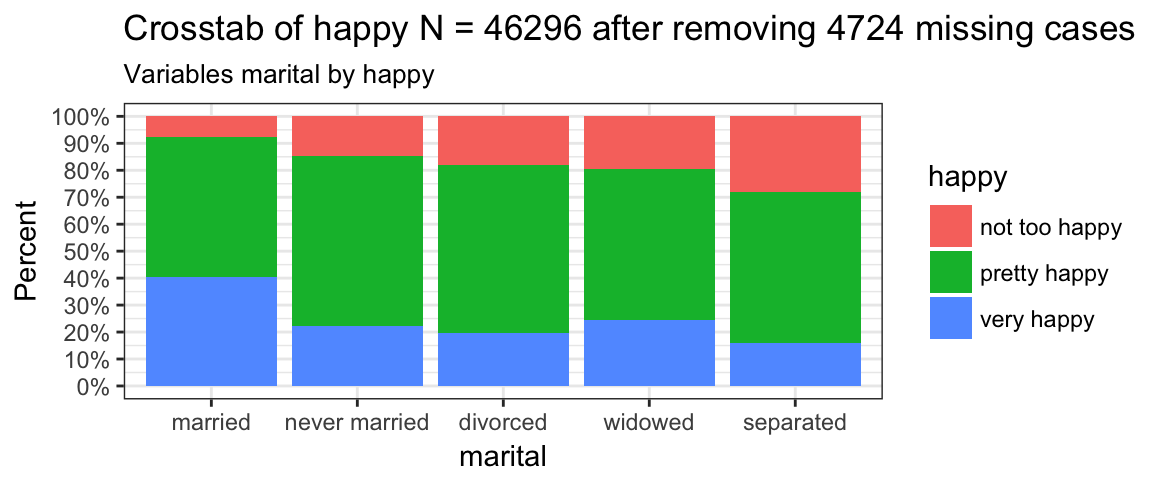 Crosstab of happy N = 46296 after removing 4724 missing cases
Variables marital by happy
Percent
100%
90%
80%
70%
60%
50%
40%
30%
20%
10%
0%
married never married divorced widowed separated
marital
happy
not too happy
pretty happy
very happy